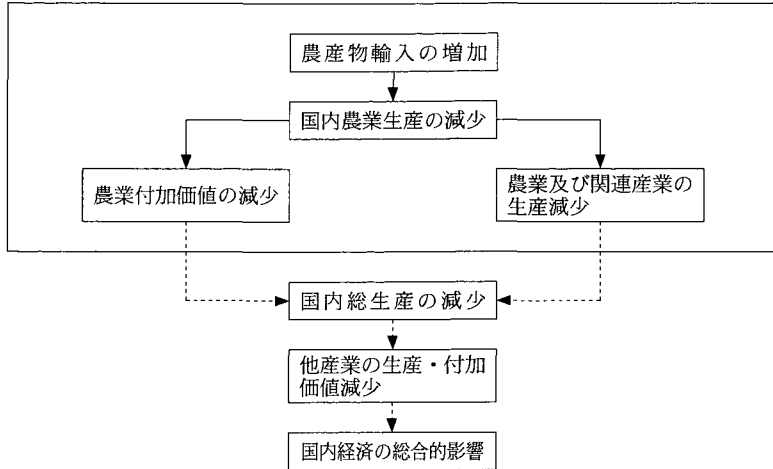 農産物輸入の増加
国内農業生産の減少
農業付加価値の減少
農業及び関連産業の
生産減少
国内総生産の減少
他産業の生産・付加
価値減少
国内経済の総合的影響